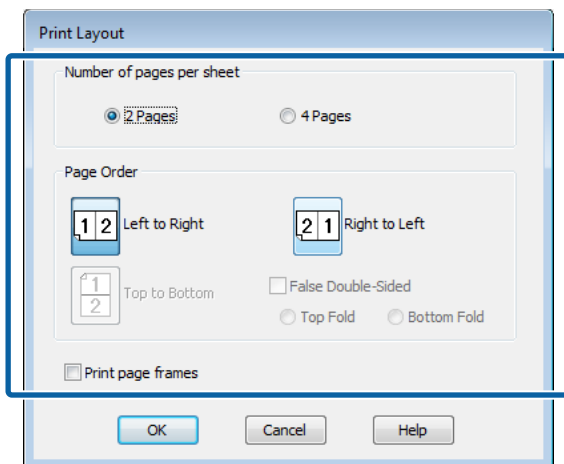 Print Layout
Number of pages per sheet
2 Pages 4 Pages
Page Order
1 2 Left to Right 2 1 Right to Left
1
2
Top to Bottom False Double-Sided
Top Fold Bottom Fold
Print page frames
OK Cancel Help